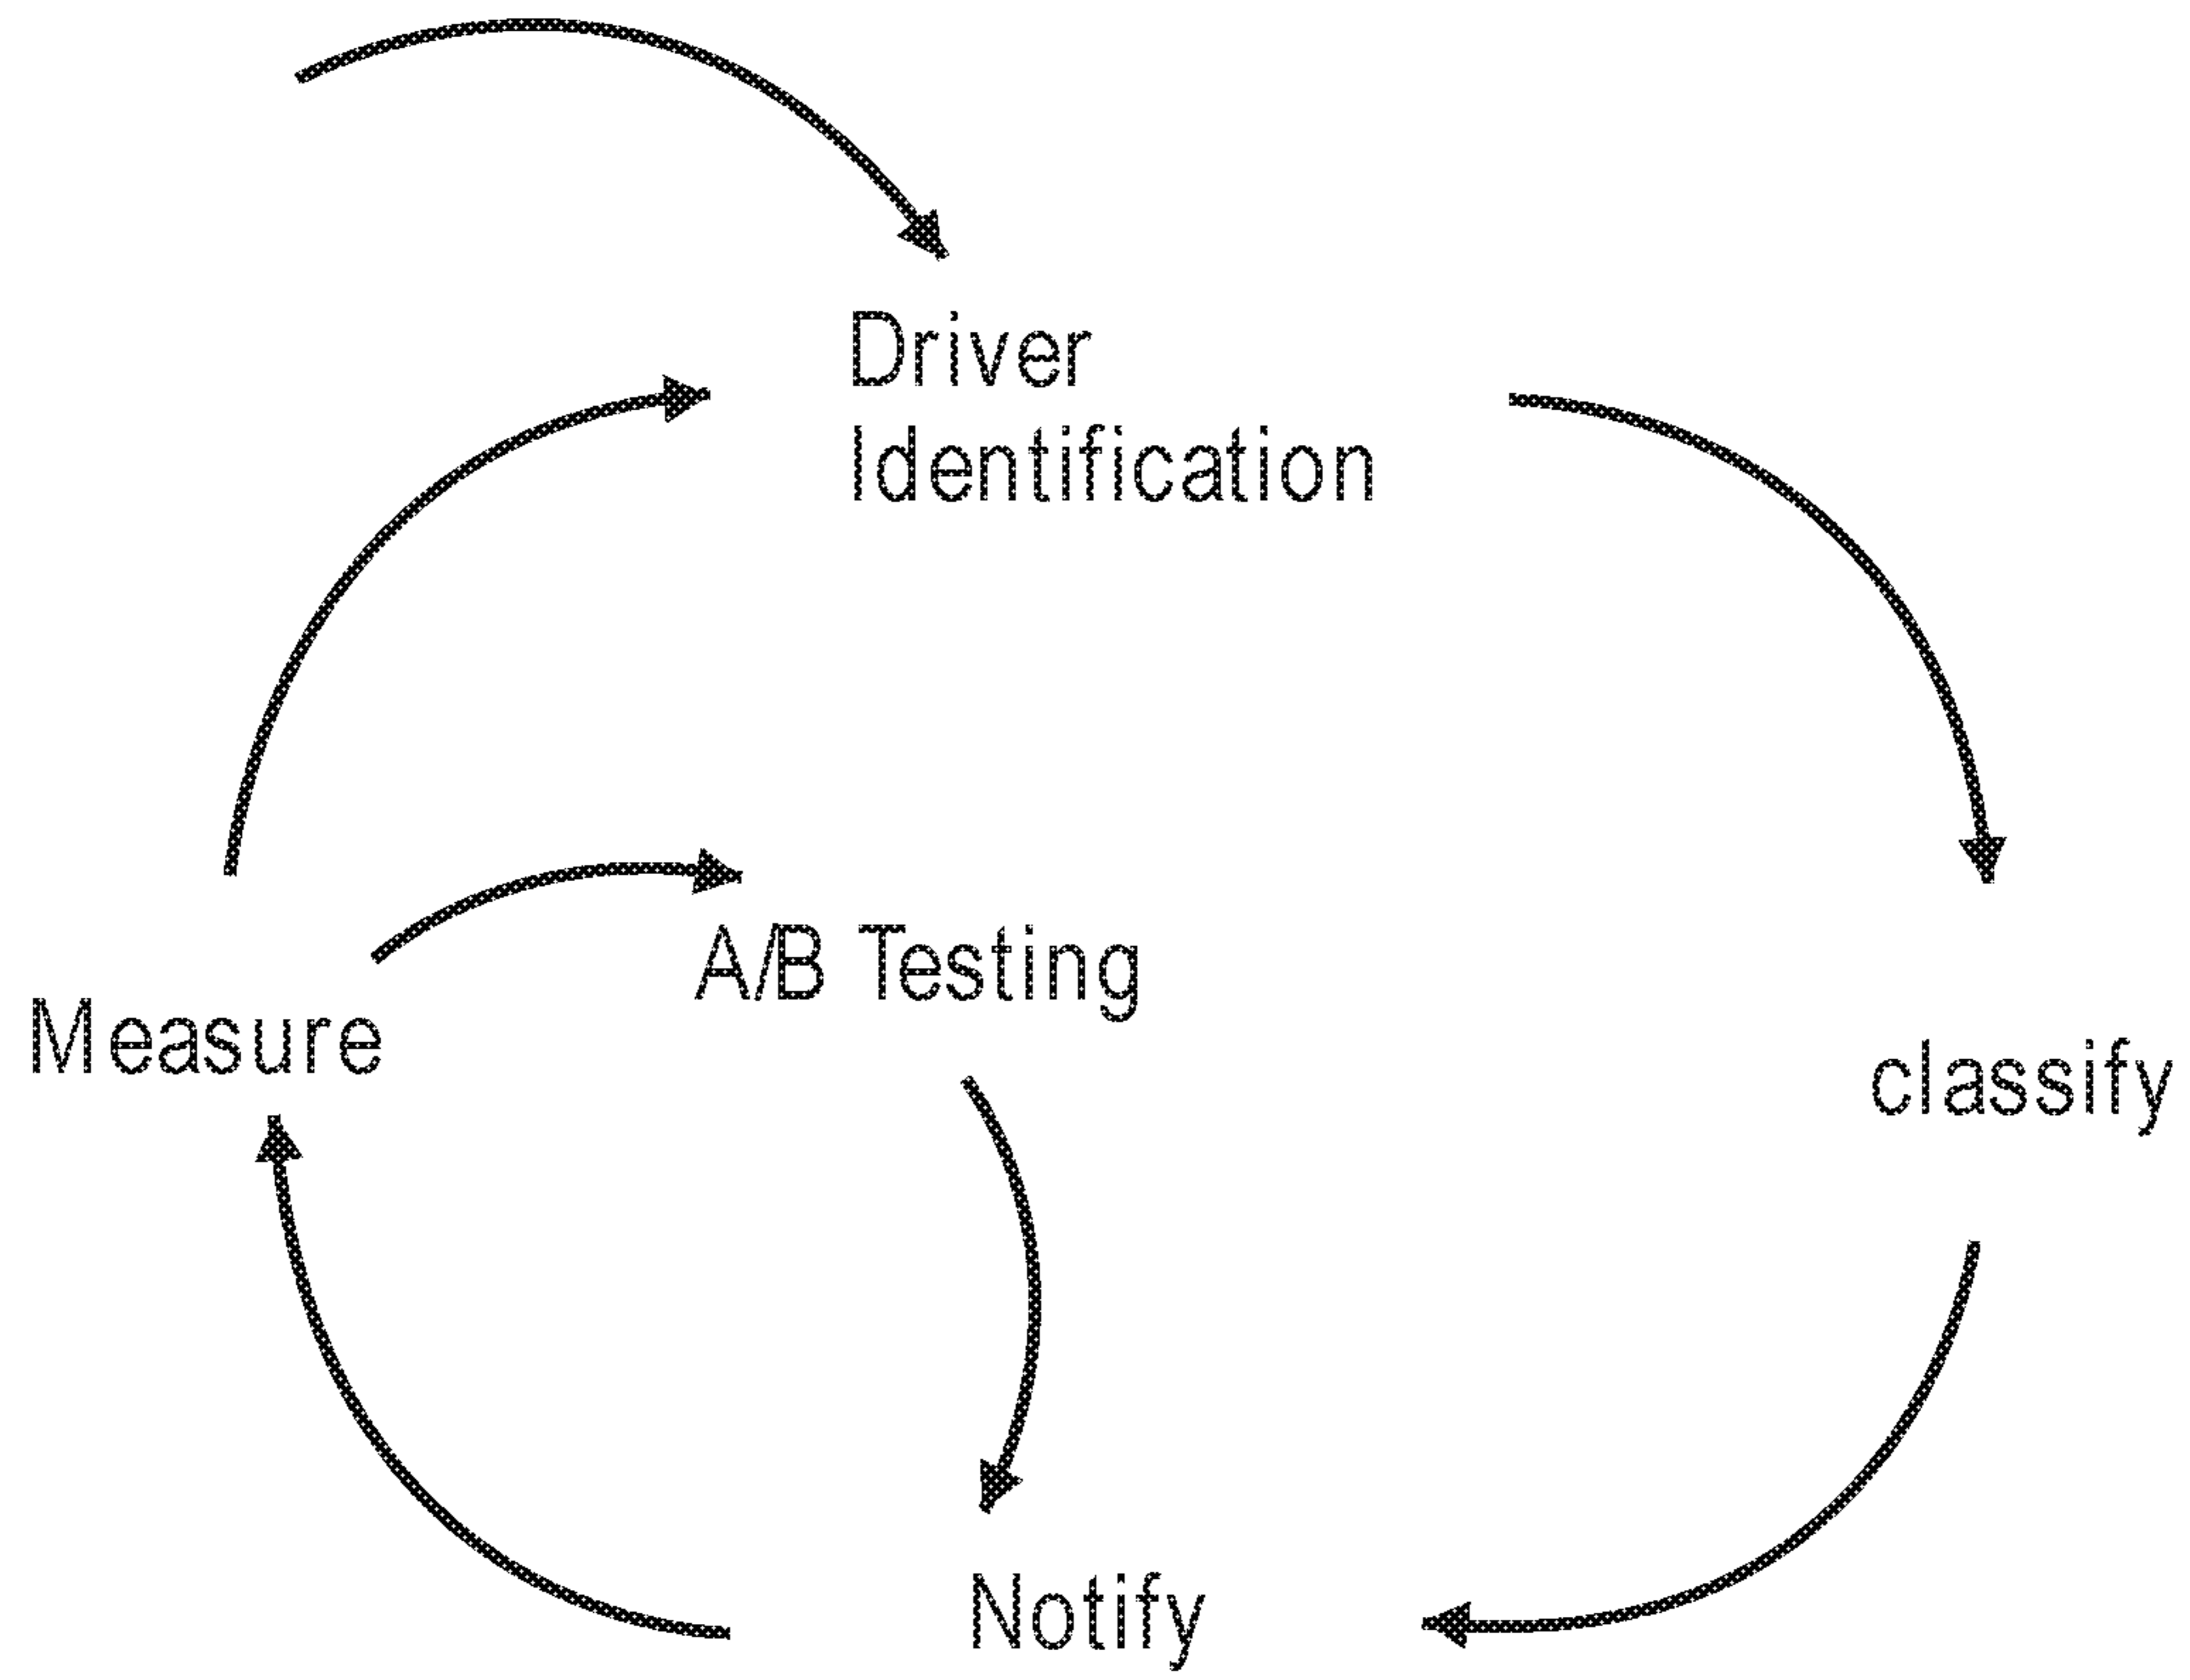 Driver
Identification
A/B Testing
Measure
classify
Notify